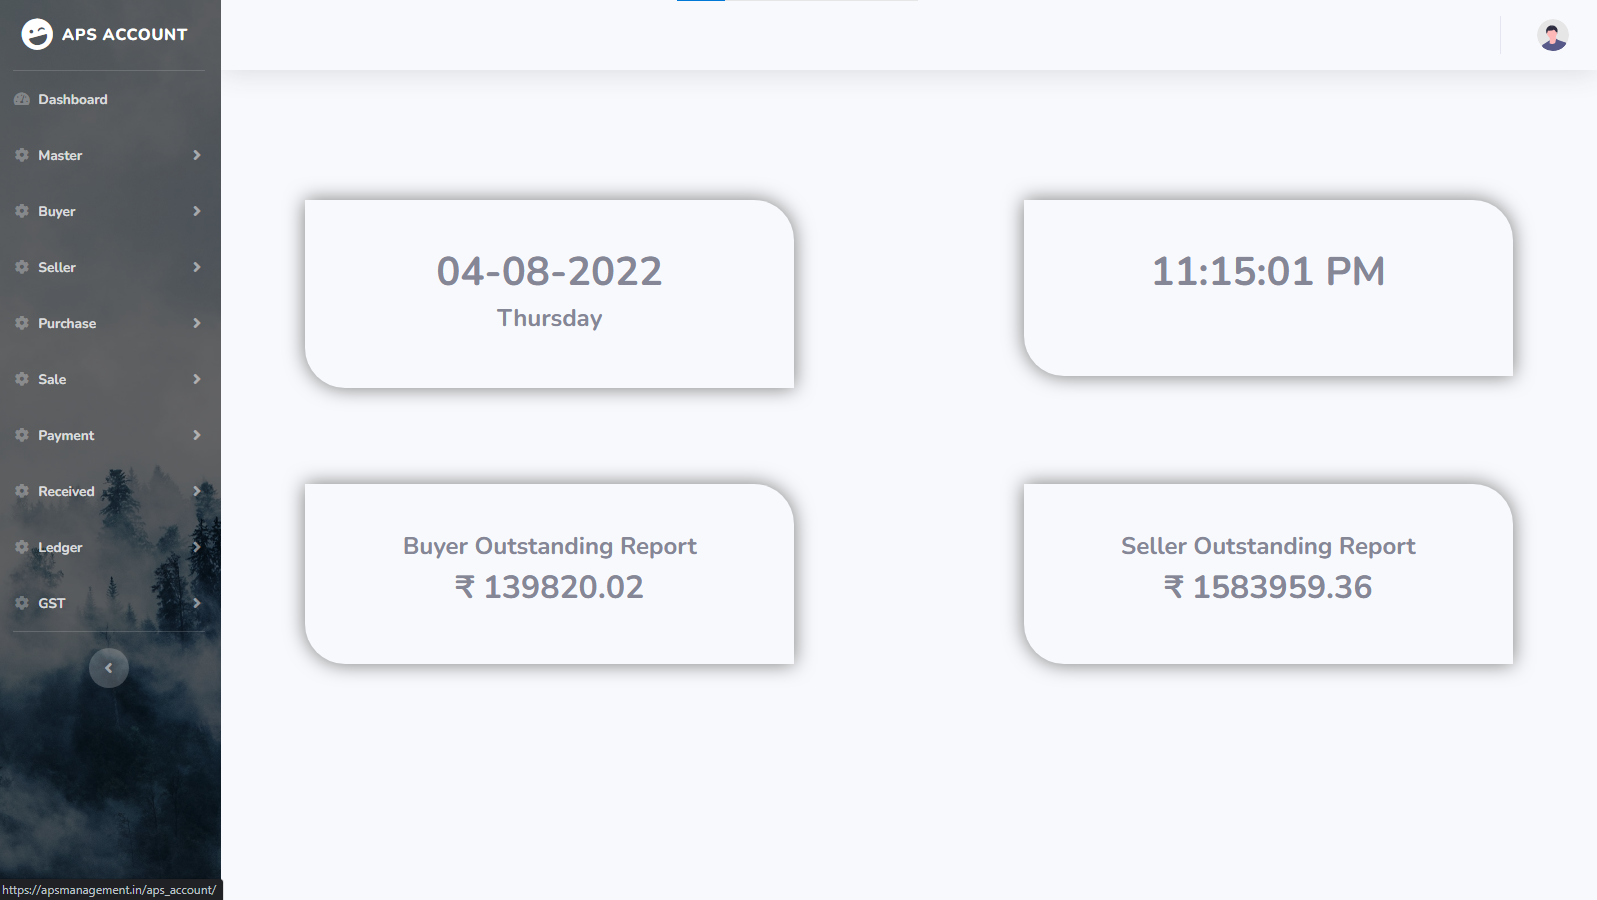 APS ACCOUNT
Dashboard
Master
Buyer
Seller
Purchase
Sale
Payment
Received
Ledger
GST
04-08-2022
Thursday
11:15:01 PM
Buyer Outstanding Report
₹ 139820.02
Seller Outstanding Report
₹ 1583959.36
https://apsmanagement.in/aps_account/